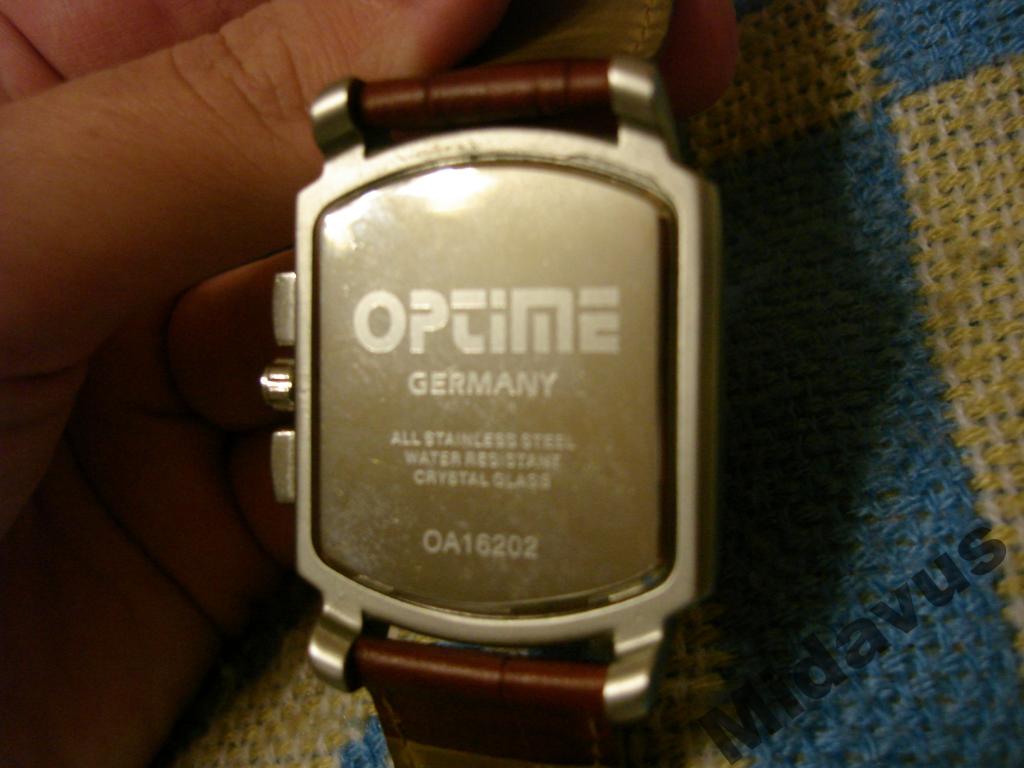 OPTIME
GERMANY
ALL STAINLESS STEEL
WATER RESISTANT
CRYSTAL GLASS
OA16202
Midavus